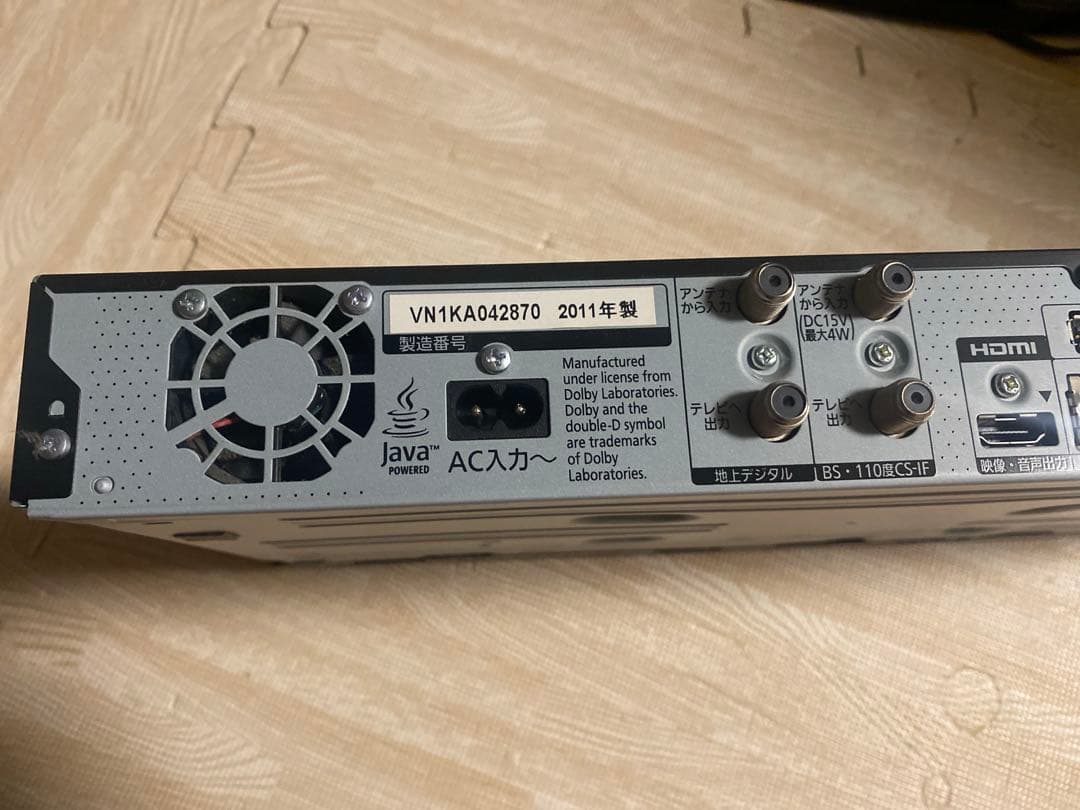 VN1KA042870 2011年製
製造番号
Java™
POWERED
AC入力～
Manufactured
under license from
Dolby Laboratories.
Dolby and the
double-D symbol
are trademarks
of Dolby
Laboratories.
アンテナ
から入力
テレビへ
出力
地上デジタル
アンテナ
から入力
(DC15V
最大4W)
テレビへ
出力
BS・110度CS-IF
HDMI
映像・音声出力